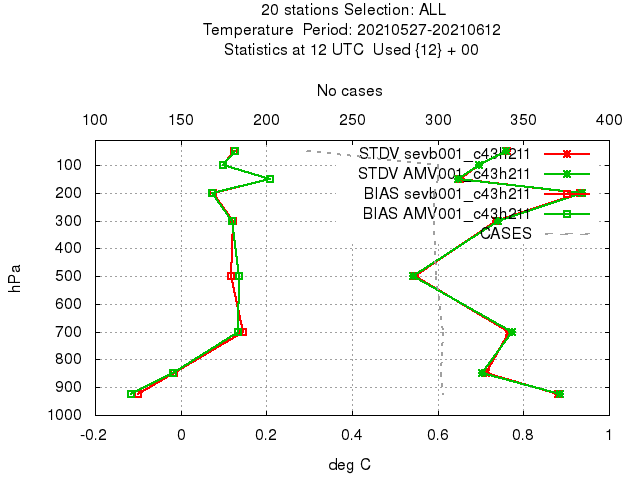 20 stations Selection: ALL
Temperature  Period: 20210527-20210612
Statistics at 12 UTC  Used {12} + 00
No cases
100 150 200 250 300 350 400
STDV sevb001_c43h211
STDV AMV001_c43h211
BIAS sevb001_c43h211
BIAS AMV001_c43h211
CASES
100
200
300
400
500
600
700
800
900
1000
hPa
-0.2 0 0.2 0.4 0.6 0.8 1
deg C